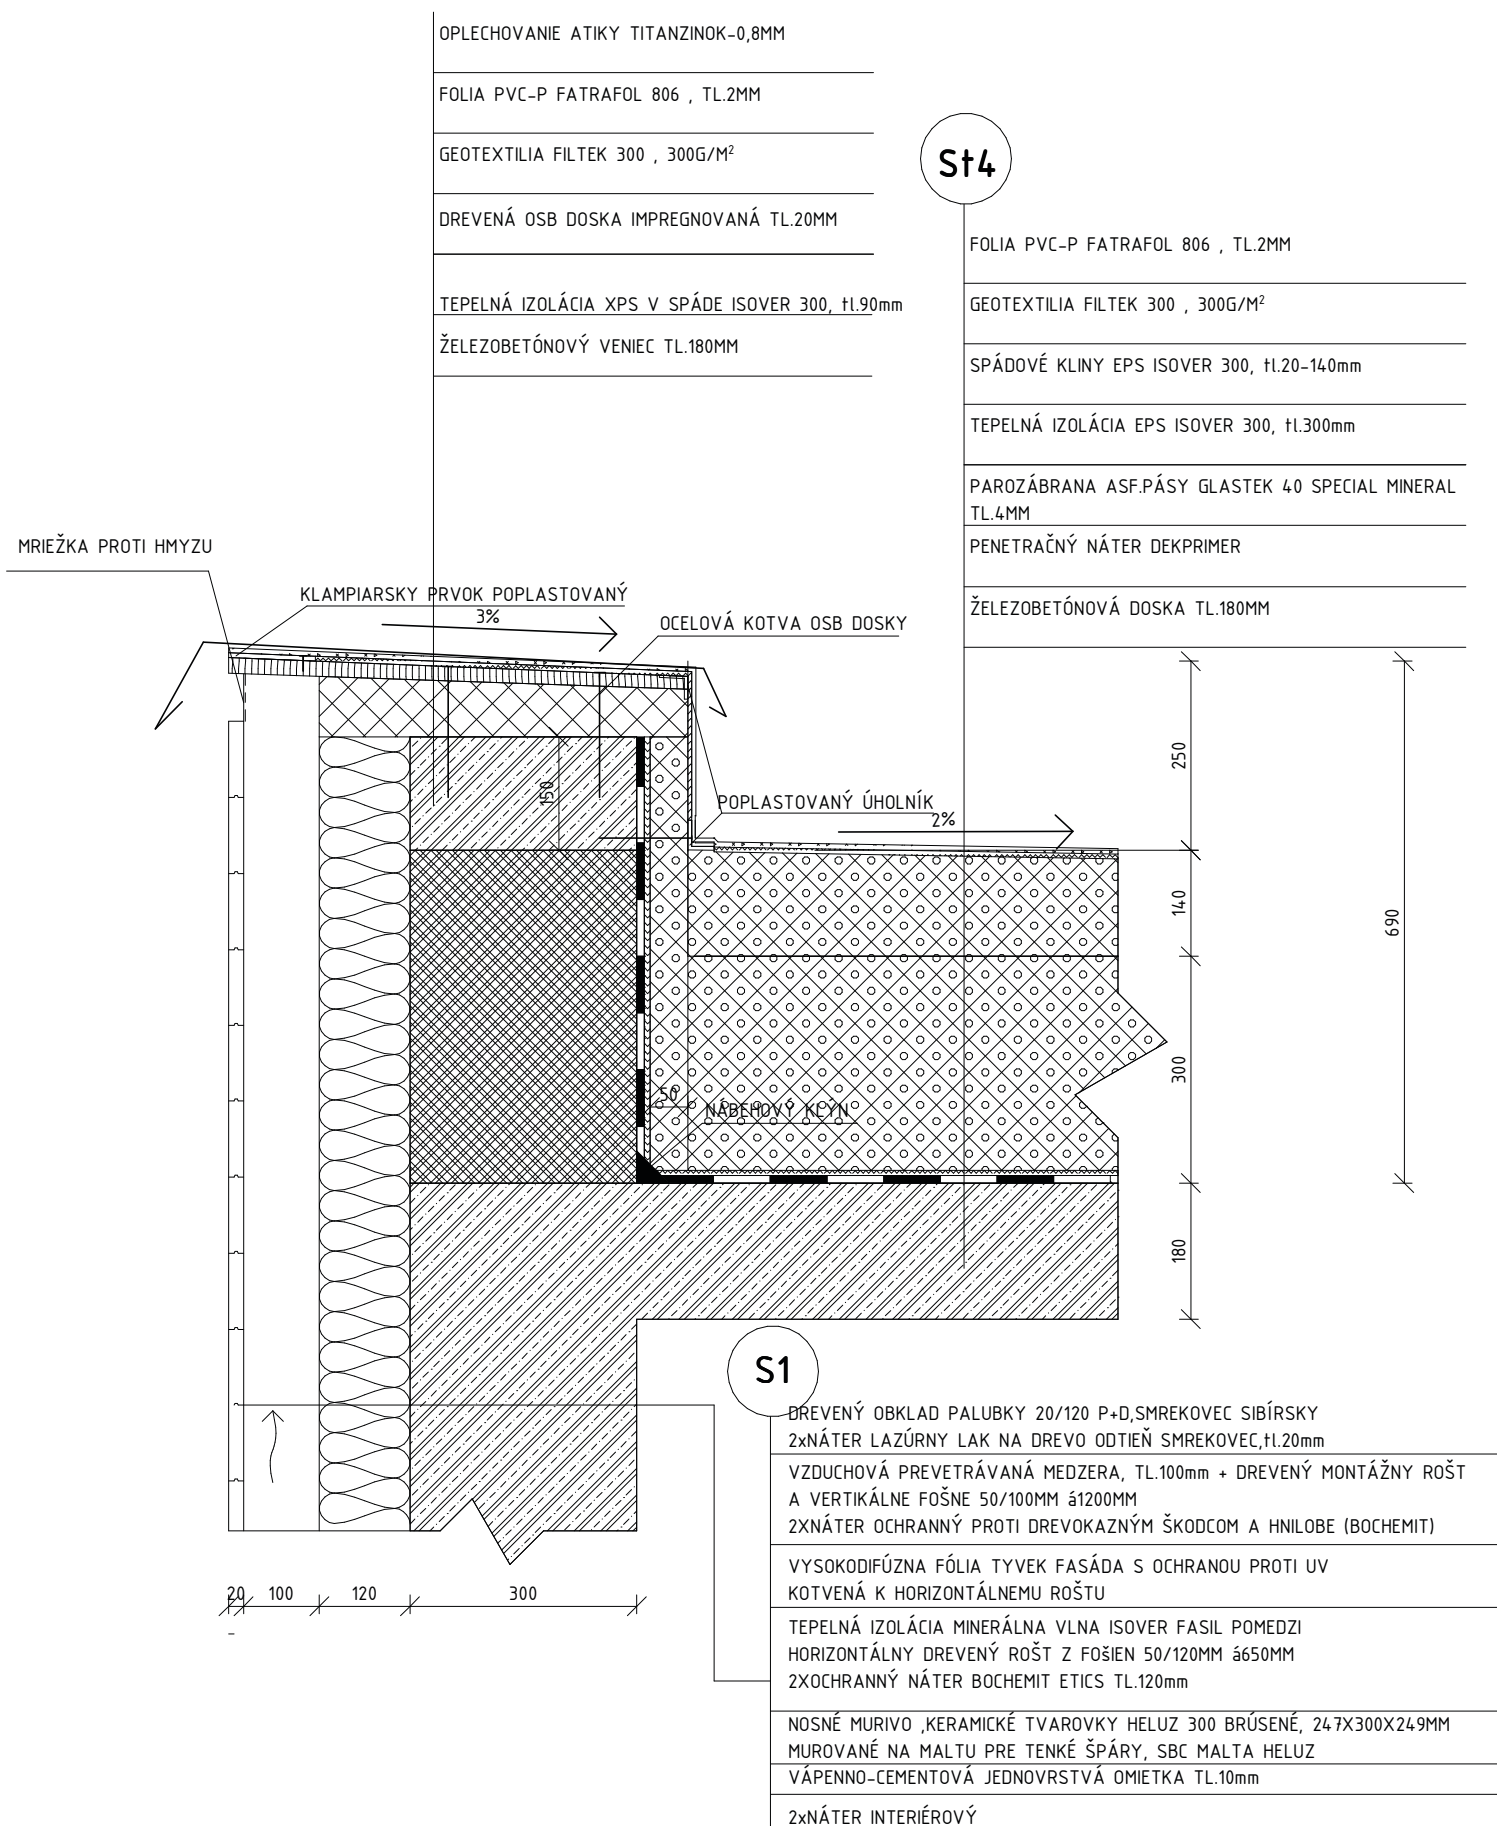 OPLECHOVANIE ATIKY TITANZINOK-0,8MM
FOLIA PVC-P FATRAFOL 806 , TL.2MM
GEOTEXTILIA FILTEK 300 , 300G/M²
DREVENÁ OSB DOSKA IMPREGNOVANÁ TL.20MM
TEPELNÁ IZOLÁCIA XPS V SPÁDE ISOVER 300, tl.90mm
ŽELEZOBETÓNOVÝ VENIEC TL.180MM
St4
FOLIA PVC-P FATRAFOL 806 , TL.2MM
GEOTEXTILIA FILTEK 300 , 300G/M²
SPÁDOVÉ KLINY EPS ISOVER 300, tl.20-140mm
TEPELNÁ IZOLÁCIA EPS ISOVER 300, tl.300mm
PAROZÁBRANA ASF.PÁSY GLASTEK 40 SPECIAL MINERAL
TL.4MM
PENETRAČNÝ NÁTER DEKPRIMER
ŽELEZOBETÓNOVÁ DOSKA TL.180MM
MRIEŽKA PROTI HMYZU
KLAMPIARSKY PRVOK POPLASTOVANÝ
3%
OCELOVÁ KOTVA OSB DOSKY
150
POPLASTOVANÝ ÚHOLNÍK
2%
250
140
690
300
50
NÁBEHOVÝ KLÝN
180
S1
DREVENÝ OBKLAD PALUBKY 20/120 P+D,SMREKOVEC SIBÍRSKY
2xNÁTER LAZÚRNY LAK NA DREVO ODTIEŇ SMREKOVEC,tl.20mm
VZDUCHOVÁ PREVETRÁVANÁ MEDZERA, TL.100mm + DREVENÝ MONTÁŽNY ROŠT
A VERTIKÁLNE FOŠNE 50/100MM á1200MM
2XNÁTER OCHRANNÝ PROTI DREVOKAZNÝM ŠKODCOM A HNILOBE (BOCHEMIT)
VYSOKODIFÚZNA FÓLIA TYVEK FASÁDA S OCHRANOU PROTI UV
KOTVENÁ K HORIZONTÁLNEMU ROŠTU
TEPELNÁ IZOLÁCIA MINERÁLNA VLNA ISOVER FASIL POMEDZI
HORIZONTÁLNY DREVENÝ ROŠT Z FOšIEN 50/120MM á650MM
2XOCHRANNÝ NÁTER BOCHEMIT ETICS TL.120mm
NOSNÉ MURIVO ,KERAMICKÉ TVAROVKY HELUZ 300 BRÚSENÉ, 247X300X249MM
MUROVANÉ NA MALTU PRE TENKÉ ŠPÁRY, SBC MALTA HELUZ
VÁPENNO-CEMENTOVÁ JEDNOVRSTVÁ OMIETKA TL.10mm
2xNÁTER INTERIÉROVÝ
20 100 120 300